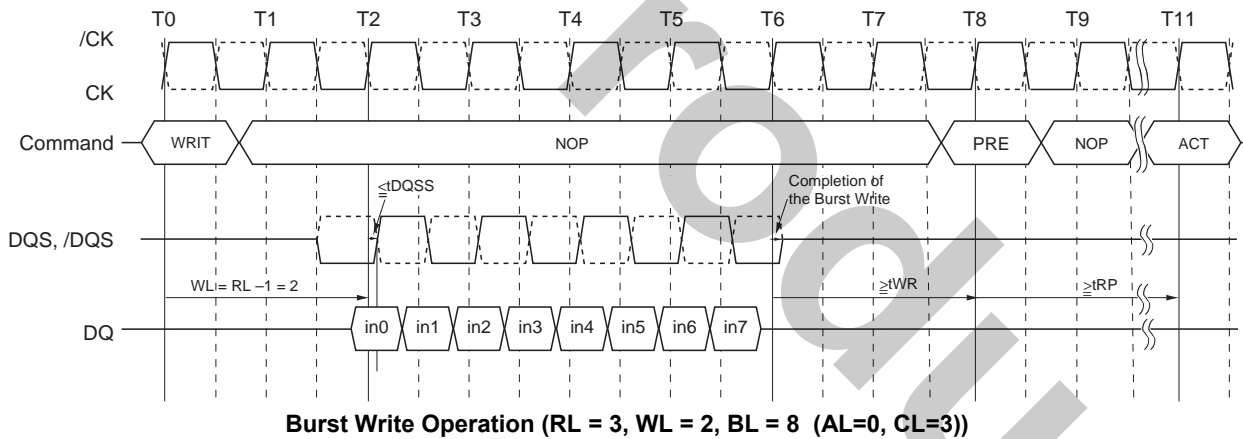 T0 T1 T2 T3 T4 T5 T6 T7 T8 T9 T11
/CK
CK
Command WRIT NOP PRE NOP ACT
≦tDQSS
Completion of
the Burst Write
DQS, /DQS
WL = RL –1 = 2
≧tWR ≧tRP
DQ in0 in1 in2 in3 in4 in5 in6 in7
rodu
Burst Write Operation (RL = 3, WL = 2, BL = 8 (AL=0, CL=3))